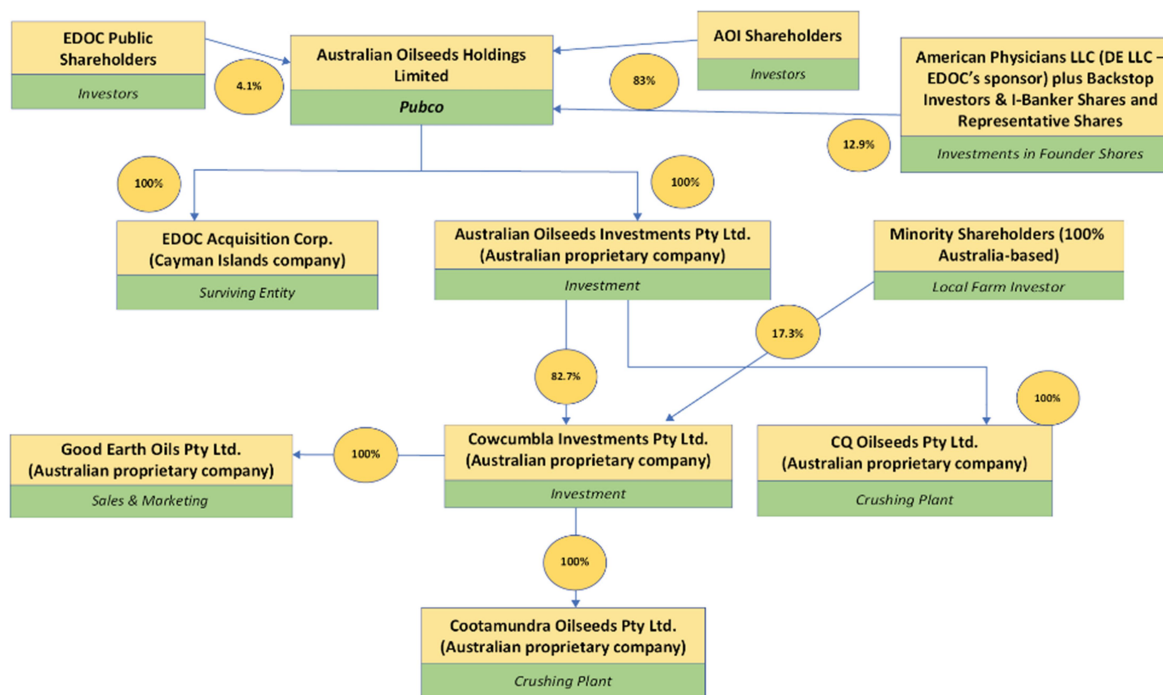 EDOC Public
Shareholders
Investors
4.1%
Australian Oilseeds Holdings
Limited
Pubco
AOI Shareholders
Investors
83%
American Physicians LLC (DE LLC –
EDOC's sponsor) plus Backstop
Investors & I-Banker Shares and
Representative Shares
Investments in Founder Shares
12.9%
100%
100%
EDOC Acquisition Corp.
(Cayman Islands company)
Surviving Entity
Australian Oilseeds Investments Pty Ltd.
(Australian proprietary company)
Investment
Minority Shareholders (100%
Australia-based)
Local Farm Investor
17.3%
82.7%
100%
Good Earth Oils Pty Ltd.
(Australian proprietary company)
Sales & Marketing
100%
Cowcumbla Investments Pty Ltd.
(Australian proprietary company)
Investment
CQ Oilseeds Pty Ltd.
(Australian proprietary company)
Crushing Plant
100%
Cootamundra Oilseeds Pty Ltd.
(Australian proprietary company)
Crushing Plant